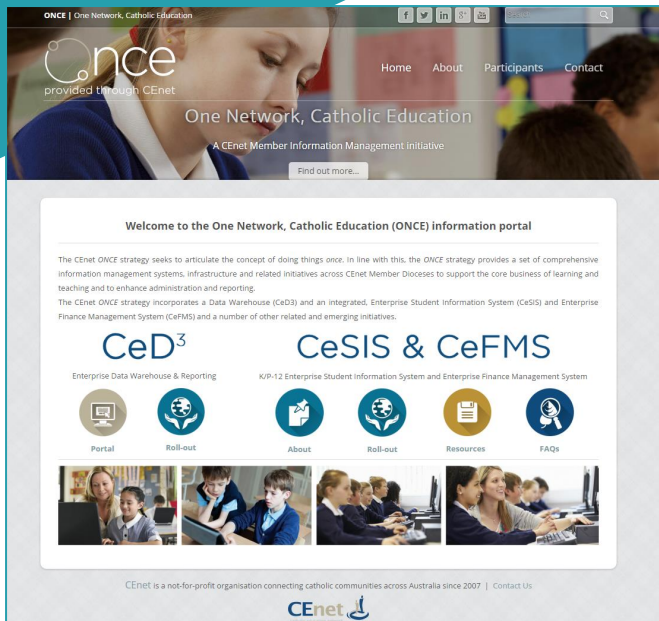 ONCE | One Network, Catholic Education
Once
provided through CEnet
Home About Participants Contact
One Network, Catholic Education
A CEnet Member Information Management initiative
Find out more...
Welcome to the One Network, Catholic Education (ONCE) information portal
The CEnet ONCE strategy seeks to articulate the concept of doing things once. In line with this, the ONCE strategy provides a set of comprehensive
information management systems, infrastructure and related initiatives across CEnet Member Dioceses to support the core business of learning and
teaching and to enhance administration and reporting.
The CEnet ONCE strategy incorporates a Data Warehouse (CeD3) and an integrated, Enterprise Student Information System (CeSIS) and Enterprise
Finance Management System (CeFMS) and a number of other related and emerging initiatives.
CeD³ CeSIS & CeFMS
Enterprise Data Warehouse & Reporting K/P-12 Enterprise Student Information System and Enterprise Finance Management System
Portal Roll-out About Roll-out Resources FAQs
CEnet is a not-for-profit organisation connecting catholic communities across Australia since 2007 | Contact Us
CEnet